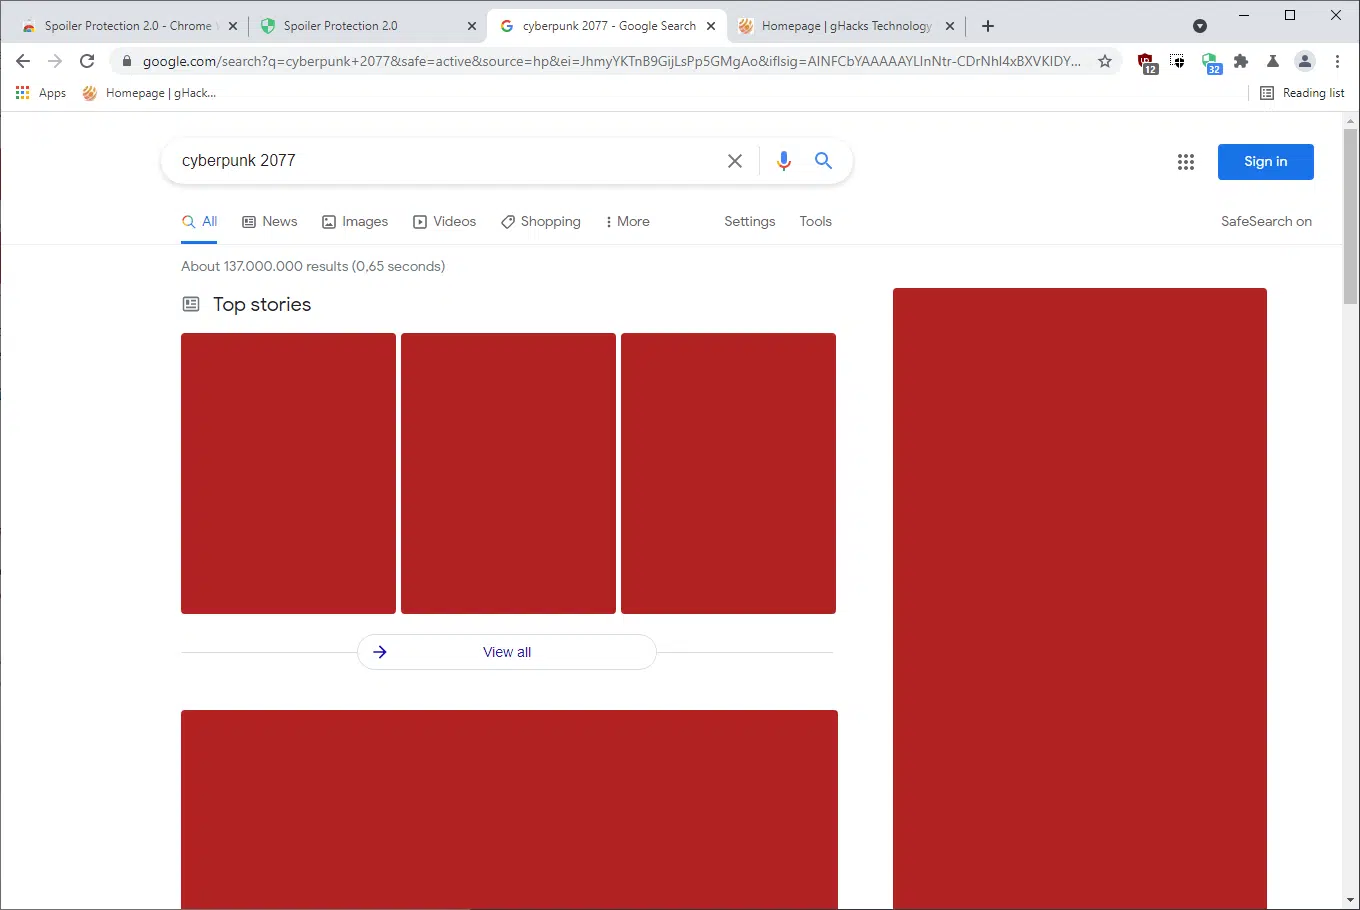 Spoiler Protection 2.0 - Chrome
Spoiler Protection 2.0
cyberpunk 2077 - Google Search
Homepage | gHacks Technology
google.com/search?q=cyberpunk+2077&safe=active&source=hp&ei=JhmyYKTnB9GijLsPp5GMgAo&iflsig=AINFCbYAAAAAYLInNtr-CDrNhI4xBXVKIDY...
12
32
Apps
Homepage | gHack...
Reading list
cyberpunk 2077
Sign in
All
News
Images
Videos
Shopping
More
Settings
Tools
SafeSearch on
About 137.000.000 results (0,65 seconds)
Top stories
View all